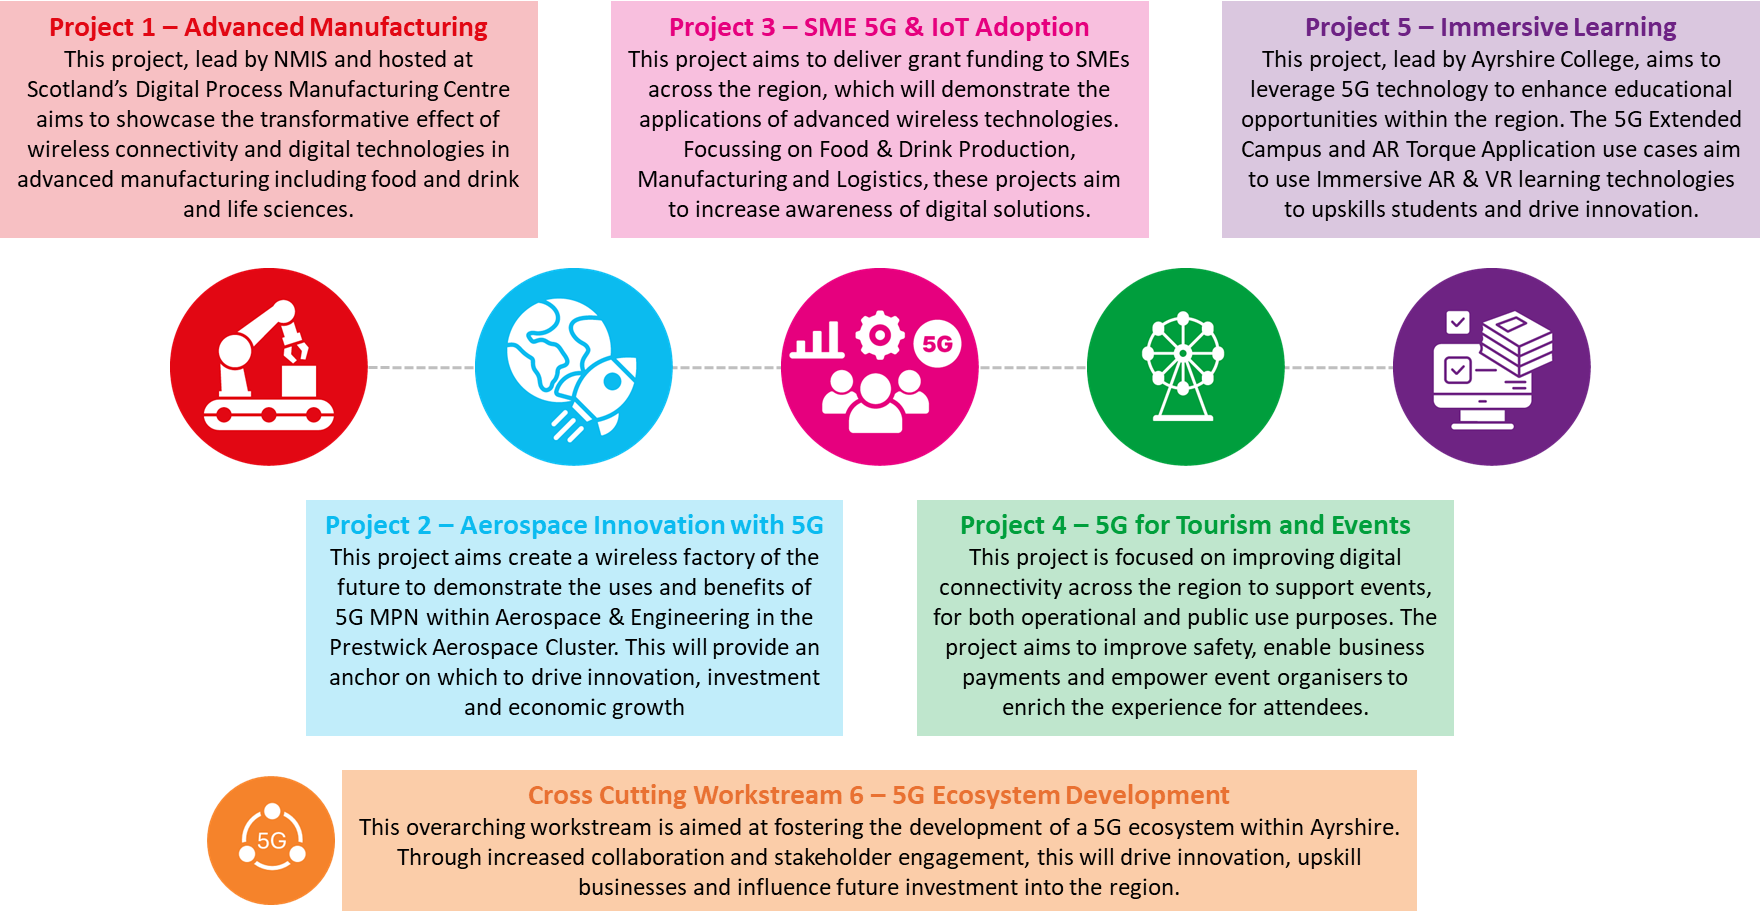 Project 1 – Advanced Manufacturing
This project, lead by NMIS and hosted at
Scotland’s Digital Process Manufacturing Centre
aims to showcase the transformative effect of
wireless connectivity and digital technologies in
advanced manufacturing including food and drink
and life sciences.
Project 3 – SME 5G & IoT Adoption
This project aims to deliver grant funding to SMEs
across the region, which will demonstrate the
applications of advanced wireless technologies.
Focussing on Food & Drink Production,
Manufacturing and Logistics, these projects aim
to increase awareness of digital solutions.
Project 5 – Immersive Learning
This project, lead by Ayrshire College, aims to
leverage 5G technology to enhance educational
opportunities within the region. The 5G Extended
Campus and AR Torque Application use cases aim
to use Immersive AR & VR learning technologies
to upskills students and drive innovation.
5G
Project 2 – Aerospace Innovation with 5G
This project aims create a wireless factory of the
future to demonstrate the uses and benefits of
5G MPN within Aerospace & Engineering in the
Prestwick Aerospace Cluster. This will provide an
anchor on which to drive innovation, investment
and economic growth
Project 4 – 5G for Tourism and Events
This project is focused on improving digital
connectivity across the region to support events,
for both operational and public use purposes. The
project aims to improve safety, enable business
payments and empower event organisers to
enrich the experience for attendees.
5G
Cross Cutting Workstream 6 – 5G Ecosystem Development
This overarching workstream is aimed at fostering the development of a 5G ecosystem within Ayrshire.
Through increased collaboration and stakeholder engagement, this will drive innovation, upskill
businesses and influence future investment into the region.